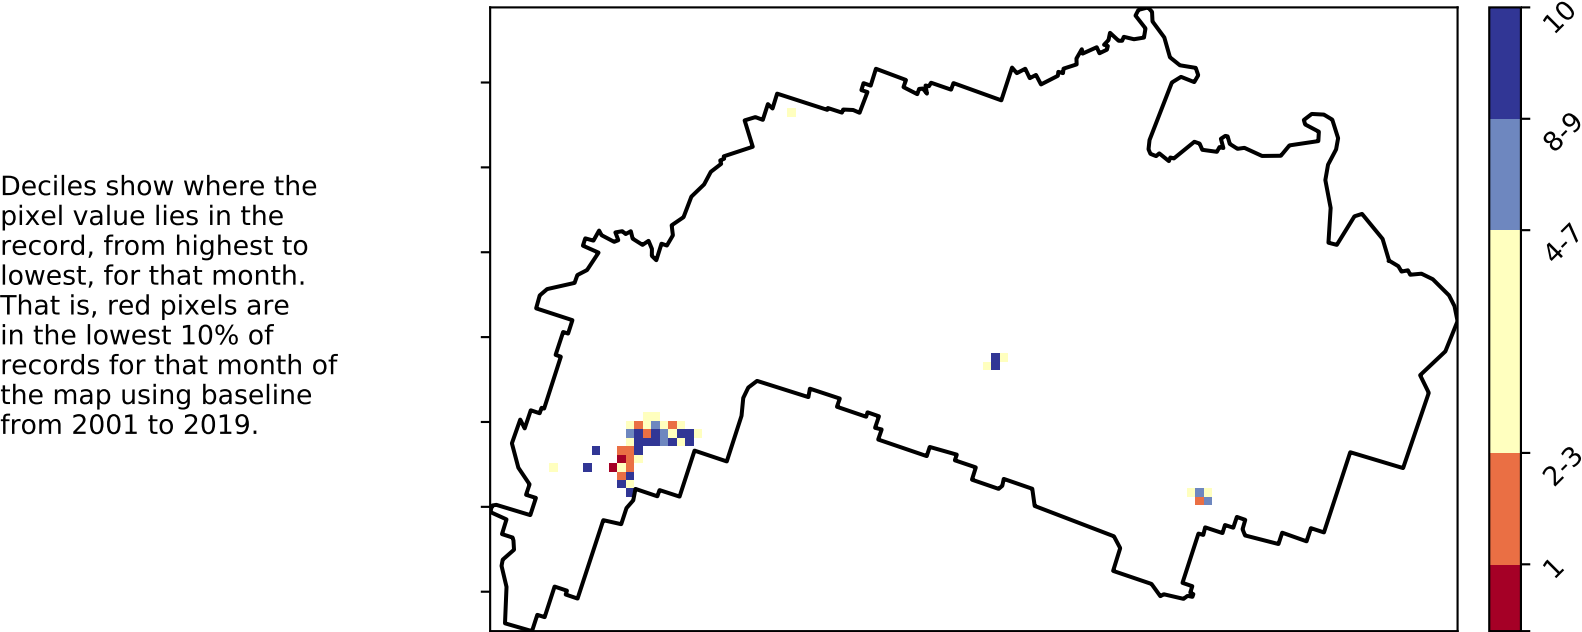 Deciles show where the
pixel value lies in the
record, from highest to
lowest, for that month.
That is, red pixels are
in the lowest 10% of
records for that month of
the map using baseline
from 2001 to 2019.
10
8-9
4-7
2-3
1